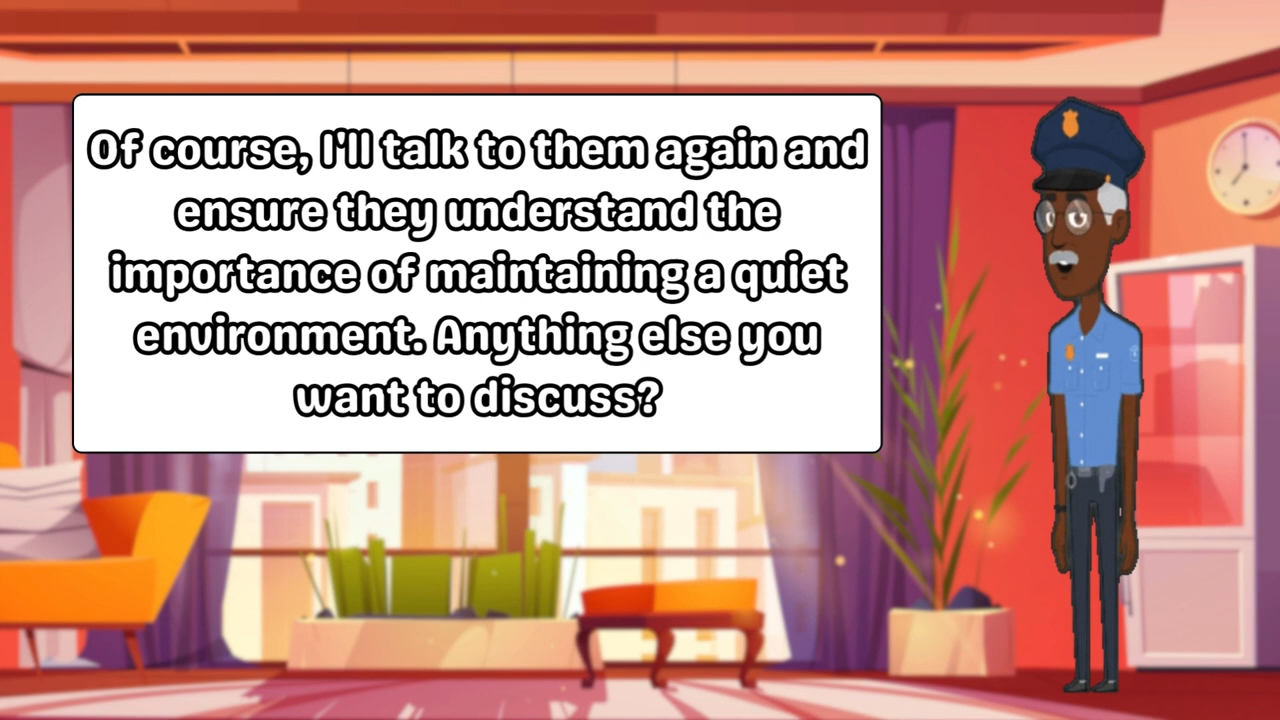 Of course, I'll talk to them again and
ensure they understand the
importance of maintaining a quiet
environment. Anything else you
want to discuss?